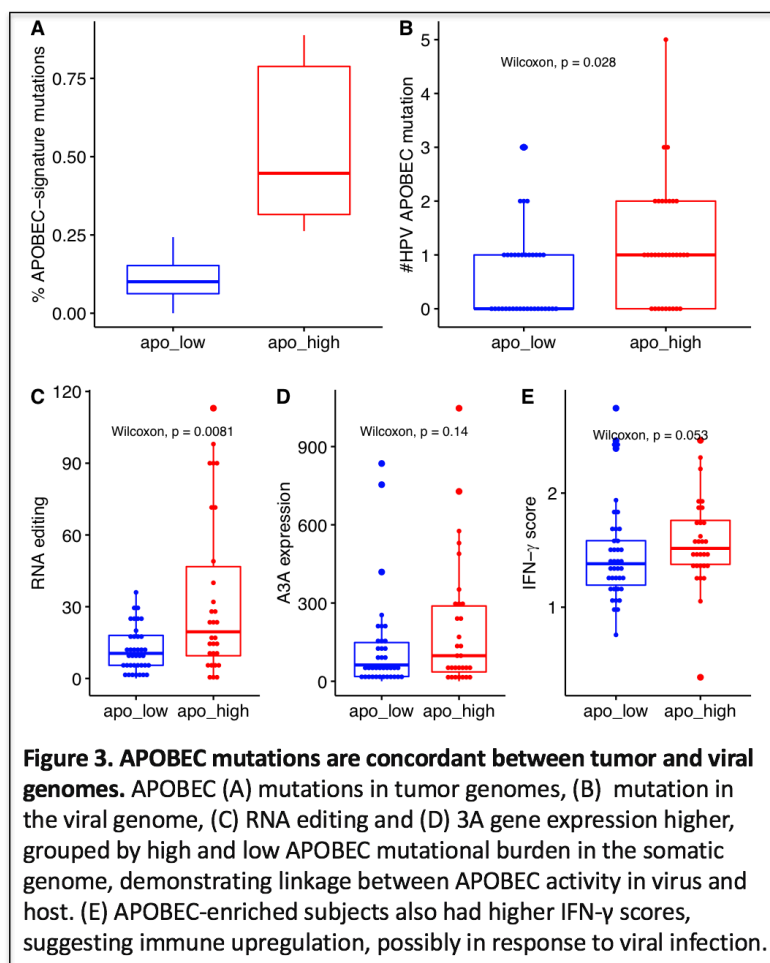 A
% APOBEC−signature mutations
0.75
0.50
0.25
0.00
apo_low apo_high
B
Wilcoxon, p = 0.028
#HPV APOBEC mutation
5
4
3
2
1
0
apo_low apo_high
C
Wilcoxon, p = 0.0081
RNA editing
120
90
60
30
0
apo_low apo_high
D
Wilcoxon, p = 0.14
A3A expression
900
600
300
0
apo_low apo_high
E
Wilcoxon, p = 0.053
IFN−γ score
2
1
apo_low apo_high
Figure 3. APOBEC mutations are concordant between tumor and viral
genomes. APOBEC (A) mutations in tumor genomes, (B) mutation in
the viral genome, (C) RNA editing and (D) 3A gene expression higher,
grouped by high and low APOBEC mutational burden in the somatic
genome, demonstrating linkage between APOBEC activity in virus and
host. (E) APOBEC-enriched subjects also had higher IFN-γ scores,
suggesting immune upregulation, possibly in response to viral infection.